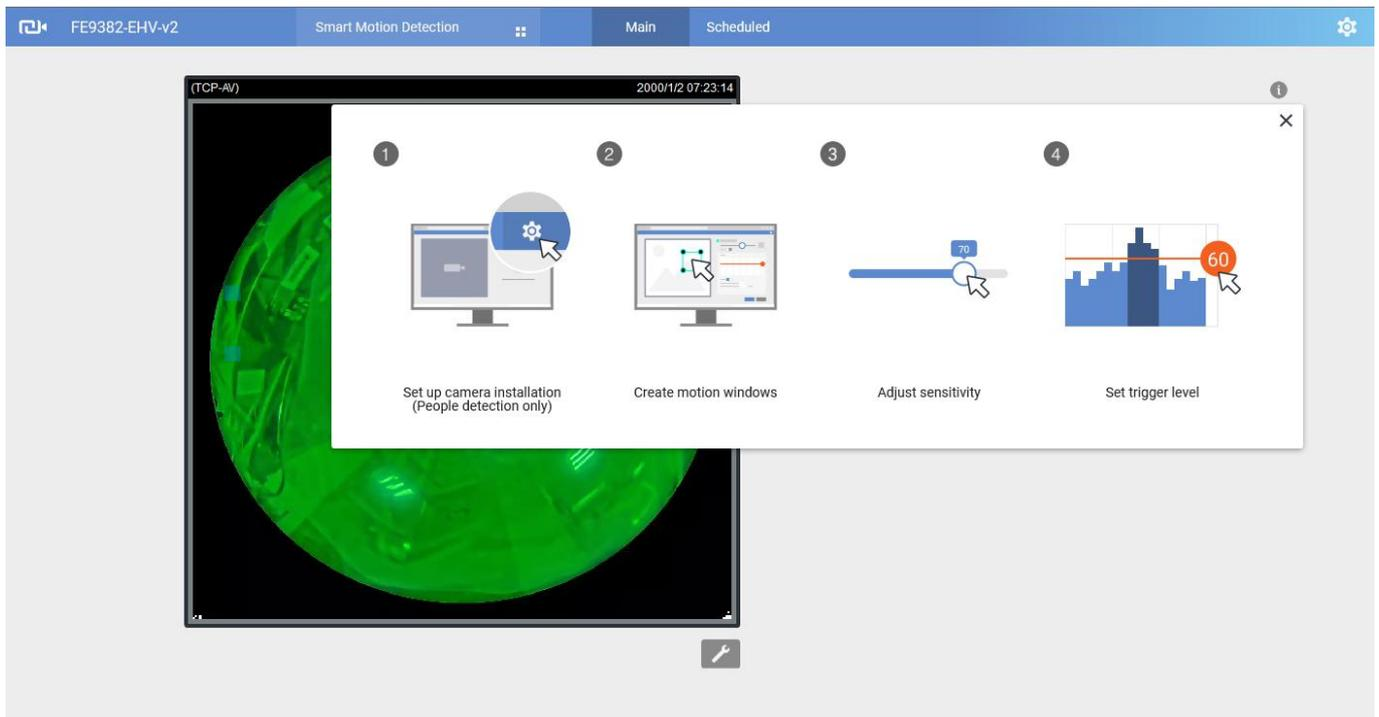 FE9382-EHV-v2
Smart Motion Detection
Main
Scheduled
(TCP-AV)
2000/1/2 07:23:14
i
1
2
3
4
70
60
Set up camera installation
(People detection only)
Create motion windows
Adjust sensitivity
Set trigger level